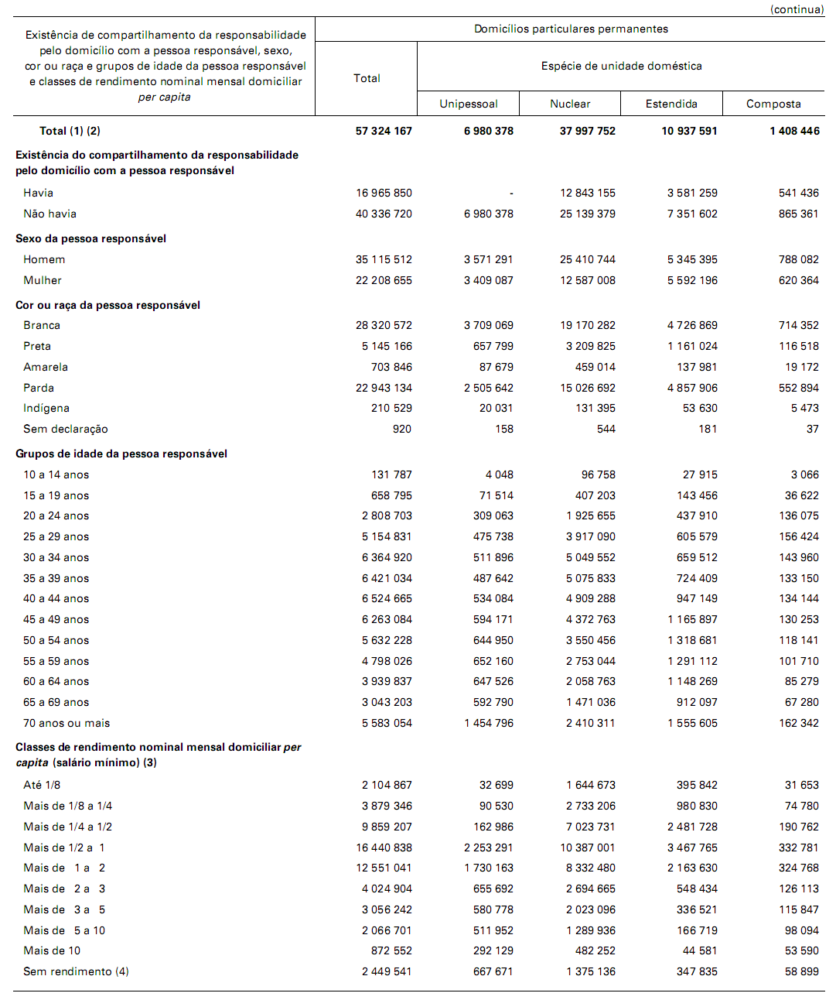 (continua)
Existência de compartilhamento da responsabilidade
pelo domicílio com a pessoa responsável, sexo,
cor ou raça e grupos de idade da pessoa responsável
e classes de rendimento nominal mensal domiciliar
per capita
Domicílios particulares permanentes
Total
Espécie de unidade doméstica
Unipessoal Nuclear Estendida Composta
Total (1) (2) 57 324 167 6 980 378 37 997 752 10 937 591 1 408 446
Existência do compartilhamento da responsabilidade
pelo domicílio com a pessoa responsável
Havia 16 965 850 - 12 843 155 3 581 259 541 436
Não havia 40 336 720 6 980 378 25 139 379 7 351 602 865 361
Sexo da pessoa responsável
Homem 35 115 512 3 571 291 25 410 744 5 345 395 788 082
Mulher 22 208 655 3 409 087 12 587 008 5 592 196 620 364
Cor ou raça da pessoa responsável
Branca 28 320 572 3 709 069 19 170 282 4 726 869 714 352
Preta 5 145 166 657 799 3 209 825 1 161 024 116 518
Amarela 703 846 87 679 459 014 137 981 19 172
Parda 22 943 134 2 505 642 15 026 692 4 857 906 552 894
Indígena 210 529 20 031 131 395 53 630 5 473
Sem declaração 920 158 544 181 37
Grupos de idade da pessoa responsável
10 a 14 anos 131 787 4 048 96 758 27 915 3 066
15 a 19 anos 658 795 71 514 407 203 143 456 36 622
20 a 24 anos 2 808 703 309 063 1 925 655 437 910 136 075
25 a 29 anos 5 154 831 475 738 3 917 090 605 579 156 424
30 a 34 anos 6 364 920 511 896 5 049 552 659 512 143 960
35 a 39 anos 6 421 034 487 642 5 075 833 724 409 133 150
40 a 44 anos 6 524 665 534 084 4 909 288 947 149 134 144
45 a 49 anos 6 263 084 594 171 4 372 763 1 165 897 130 253
50 a 54 anos 5 632 228 644 950 3 550 456 1 318 681 118 141
55 a 59 anos 4 798 026 652 160 2 753 044 1 291 112 101 710
60 a 64 anos 3 939 837 647 526 2 058 763 1 148 269 85 279
65 a 69 anos 3 043 203 592 790 1 471 036 912 097 67 280
70 anos ou mais 5 583 054 1 454 796 2 410 311 1 555 605 162 342
Classes de rendimento nominal mensal domiciliar per
capita (salário mínimo) (3)
Até 1/8 2 104 867 32 699 1 644 673 395 842 31 653
Mais de 1/8 a 1/4 3 879 346 90 530 2 733 206 980 830 74 780
Mais de 1/4 a 1/2 9 859 207 162 986 7 023 731 2 481 728 190 762
Mais de 1/2 a 1 16 440 838 2 253 291 10 387 001 3 467 765 332 781
Mais de 1 a 2 12 551 041 1 730 163 8 332 480 2 163 630 324 768
Mais de 2 a 3 4 024 904 655 692 2 694 665 548 434 126 113
Mais de 3 a 5 3 056 242 580 778 2 023 096 336 521 115 847
Mais de 5 a 10 2 066 701 511 952 1 289 936 166 719 98 094
Mais de 10 872 552 292 129 482 252 44 581 53 590
Sem rendimento (4) 2 449 541 667 671 1 375 136 347 835 58 899